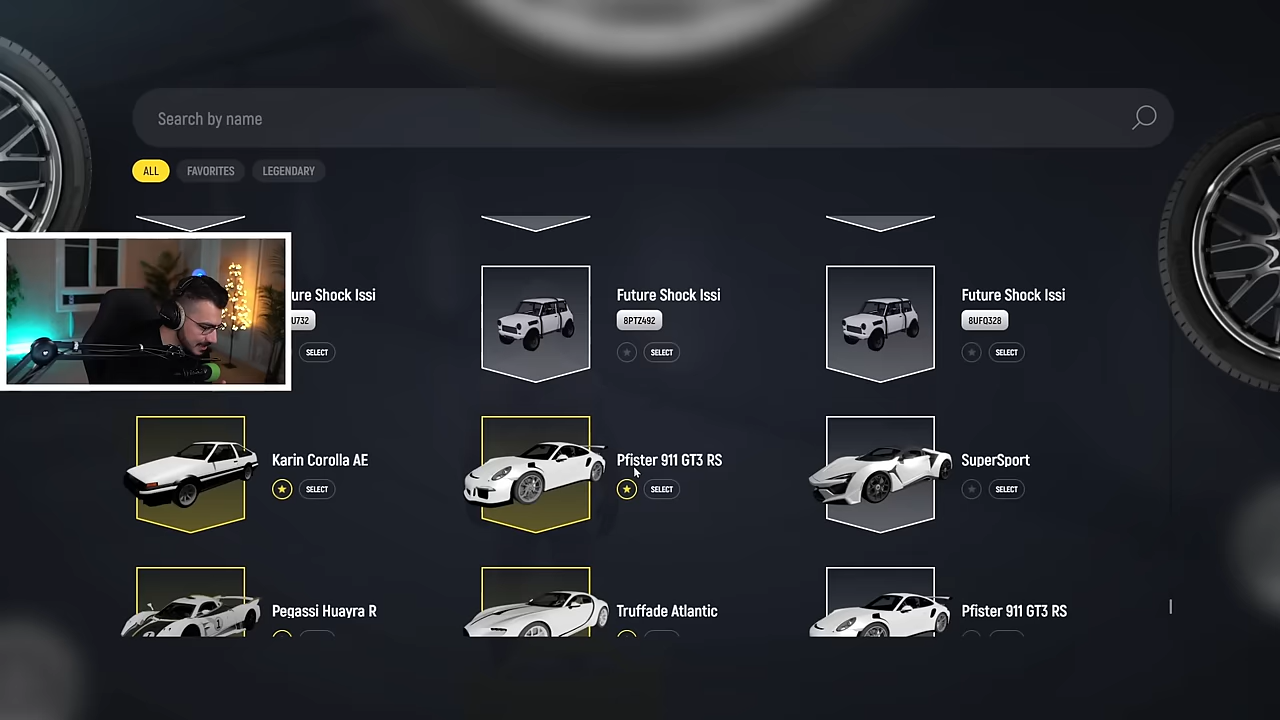 Search by name
ALL
FAVORITES
LEGENDARY
ure Shock Issi
U732
SELECT
Future Shock Issi
8PTZ492
SELECT
Future Shock Issi
8UFO328
SELECT
Karin Corolla AE
SELECT
Pfister 911 GT3 RS
SELECT
SuperSport
SELECT
Pegassi Huayra R
Truffade Atlantic
Pfister 911 GT3 RS